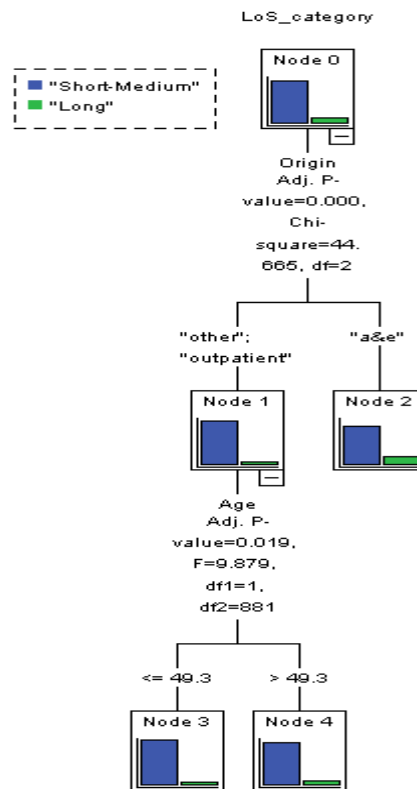 LoS_category
"Short-Medium"
"Long"
Node 0
Origin
Adj. P-
value=0.000,
Chi-
square=44.
665, df=2
"other";
"outpatient"
"a&e"
Node 1
Node 2
Age
Adj. P-
value=0.019,
F=9.879,
df1=1,
df2=881
<= 49.3
> 49.3
Node 3
Node 4